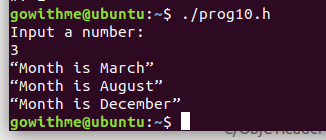 gowithme@ubuntu:~$ ./prog10.h
Input a number:
3
“Month is March”
“Month is August”
“Month is December”
gowithme@ubuntu:~$